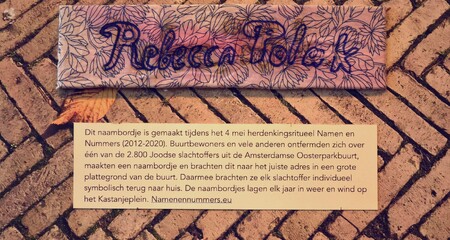 Rebecca Polak
Dit naambordje is gemaakt tijdens het 4 mei herdenkingsritueel Namen en
Nummers (2012-2020). Buurtbewoners en vele anderen ontfermden zich over
één van de 2.800 Joodse slachtoffers uit de Amsterdamse Oosterparkbuurt,
maakten een naambordje en brachten dit naar het juiste adres in een grote
plattegrond van de buurt. Daarmee brachten ze elk slachtoffer individueel
symbolisch terug naar huis. De naambordjes lagen elk jaar in weer en wind op
het Kastanjeplein. Namenennummers.eu